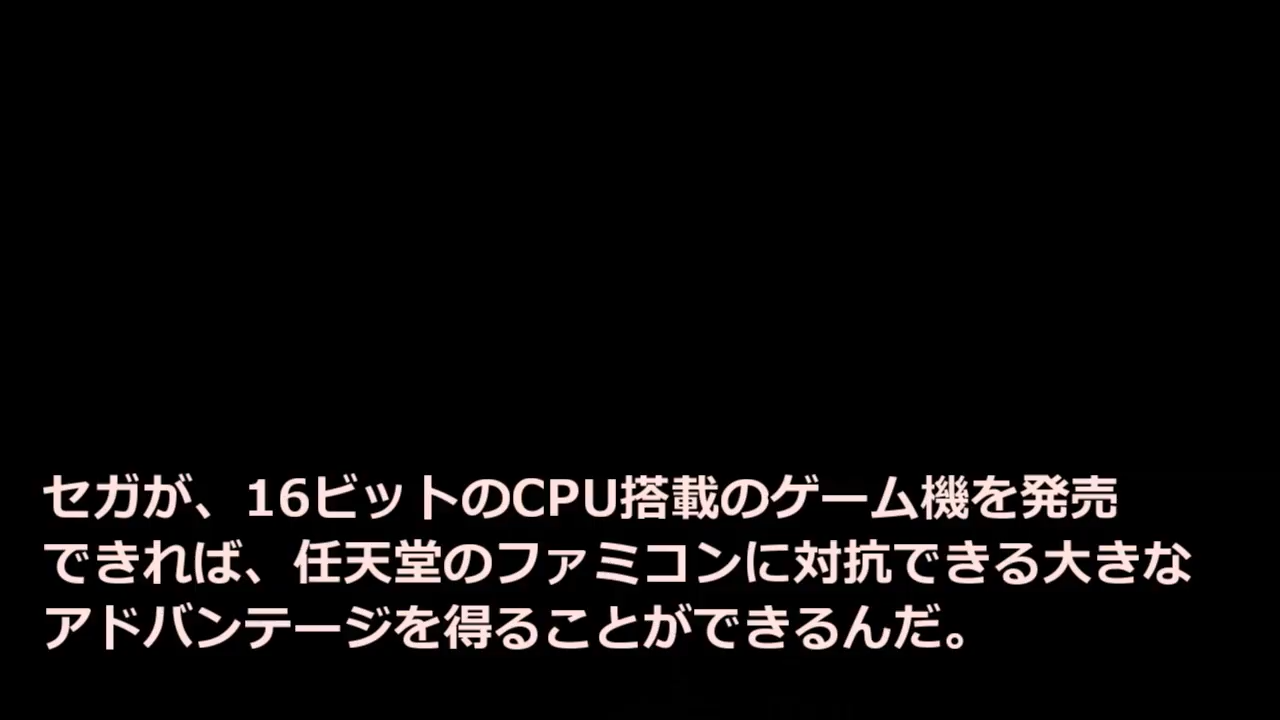 セガが、16ビットのCPU搭載のゲーム機を発売
できれば、任天堂のファミコンに対抗できる大きな
アドバンテージを得ることができるんだ。